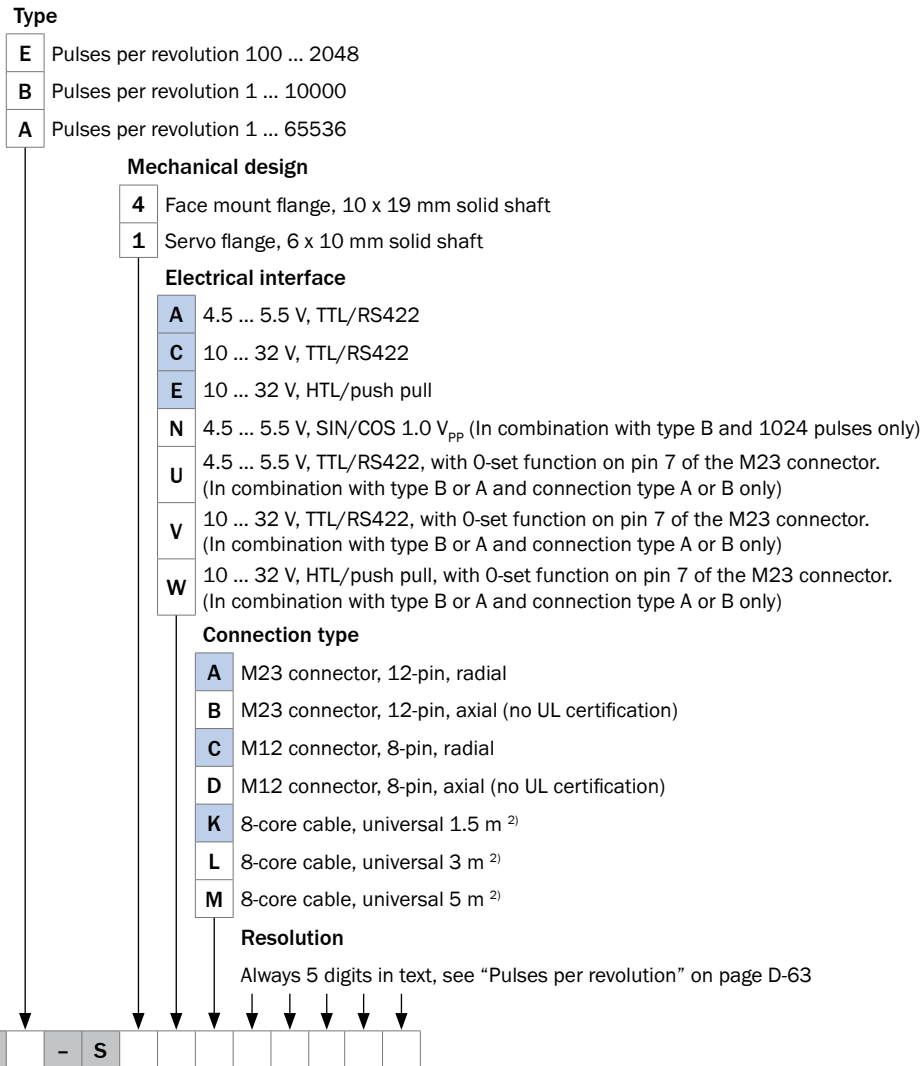 Type
E Pulses per revolution 100 ... 2048
B Pulses per revolution 1 ... 10000
A Pulses per revolution 1 ... 65536
Mechanical design
4 Face mount flange, 10 x 19 mm solid shaft
1 Servo flange, 6 x 10 mm solid shaft
Electrical interface
A 4.5 ... 5.5 V, TTL/RS422
C 10 ... 32 V, TTL/RS422
E 10 ... 32 V, HTL/push pull
N 4.5 ... 5.5 V, SIN/COS 1.0 VPP (In combination with type B and 1024 pulses only)
U 4.5 ... 5.5 V, TTL/RS422, with 0-set function on pin 7 of the M23 connector.
(In combination with type B or A and connection type A or B only)
V 10 ... 32 V, TTL/RS422, with 0-set function on pin 7 of the M23 connector.
(In combination with type B or A and connection type A or B only)
W 10 ... 32 V, HTL/push pull, with 0-set function on pin 7 of the M23 connector.
(In combination with type B or A and connection type A or B only)
Connection type
A M23 connector, 12-pin, radial
B M23 connector, 12-pin, axial (no UL certification)
C M12 connector, 8-pin, radial
D M12 connector, 8-pin, axial (no UL certification)
K 8-core cable, universal 1.5 m 2)
L 8-core cable, universal 3 m 2)
M 8-core cable, universal 5 m 2)
Resolution
Always 5 digits in text, see “Pulses per revolution” on page D-63
– S